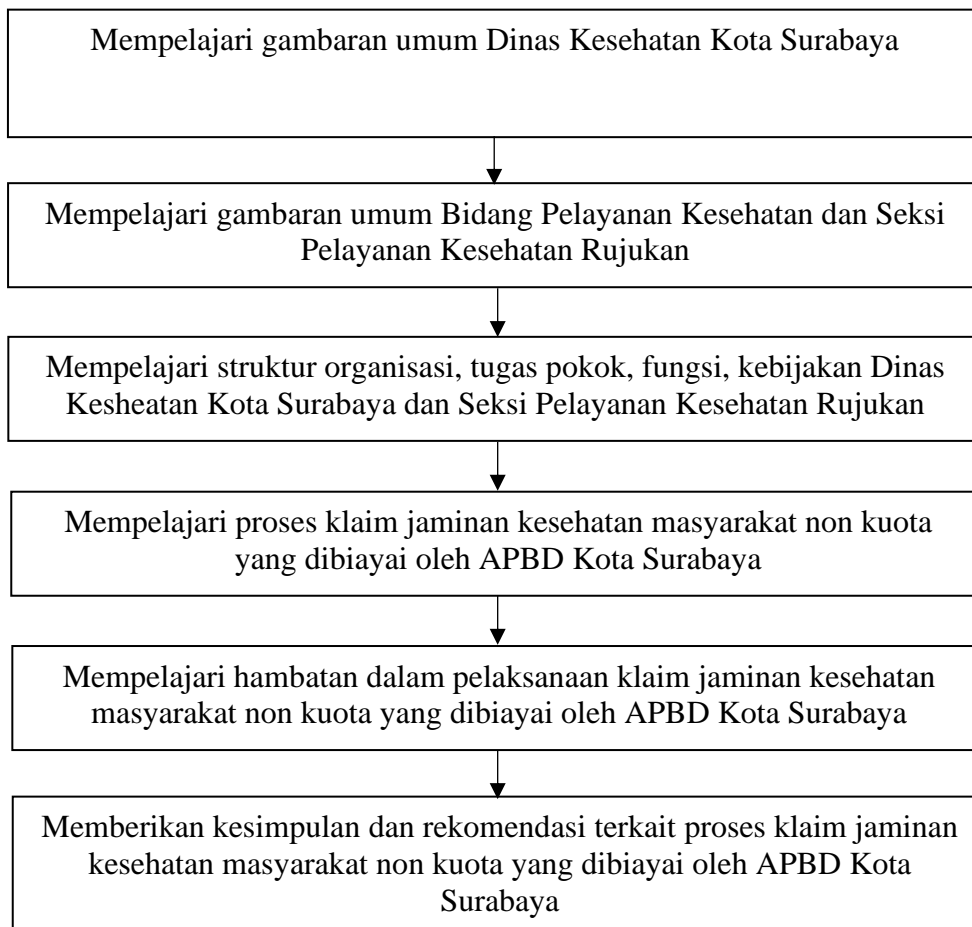 Mempelajari gambaran umum Dinas Kesehatan Kota Surabaya
Mempelajari gambaran umum Bidang Pelayanan Kesehatan dan Seksi
Pelayanan Kesehatan Rujukan
Mempelajari struktur organisasi, tugas pokok, fungsi, kebijakan Dinas
Kesheatan Kota Surabaya dan Seksi Pelayanan Kesehatan Rujukan
Mempelajari proses klaim jaminan kesehatan masyarakat non kuota
yang dibiayai oleh APBD Kota Surabaya
Mempelajari hambatan dalam pelaksanaan klaim jaminan kesehatan
masyarakat non kuota yang dibiayai oleh APBD Kota Surabaya
Memberikan kesimpulan dan rekomendasi terkait proses klaim jaminan
kesehatan masyarakat non kuota yang dibiayai oleh APBD Kota
Surabaya